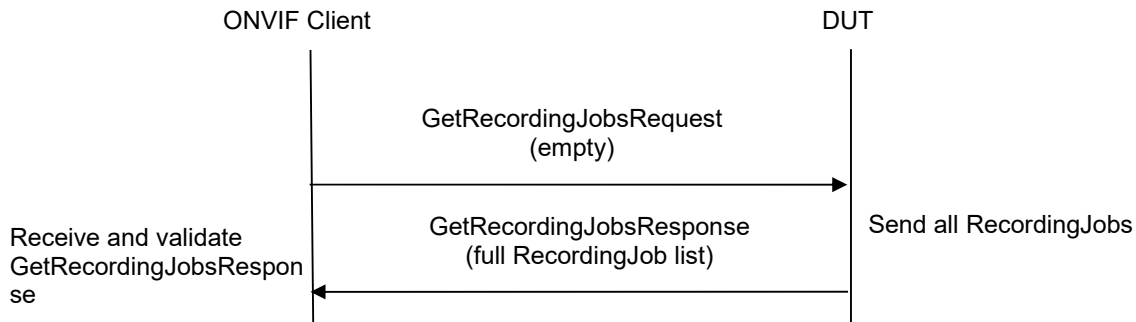 ONVIF Client
DUT
GetRecordingJobsRequest
(empty)
GetRecordingJobsResponse
(full RecordingJob list)
Send all RecordingJobs
Receive and validate
GetRecordingJobsRespon
se